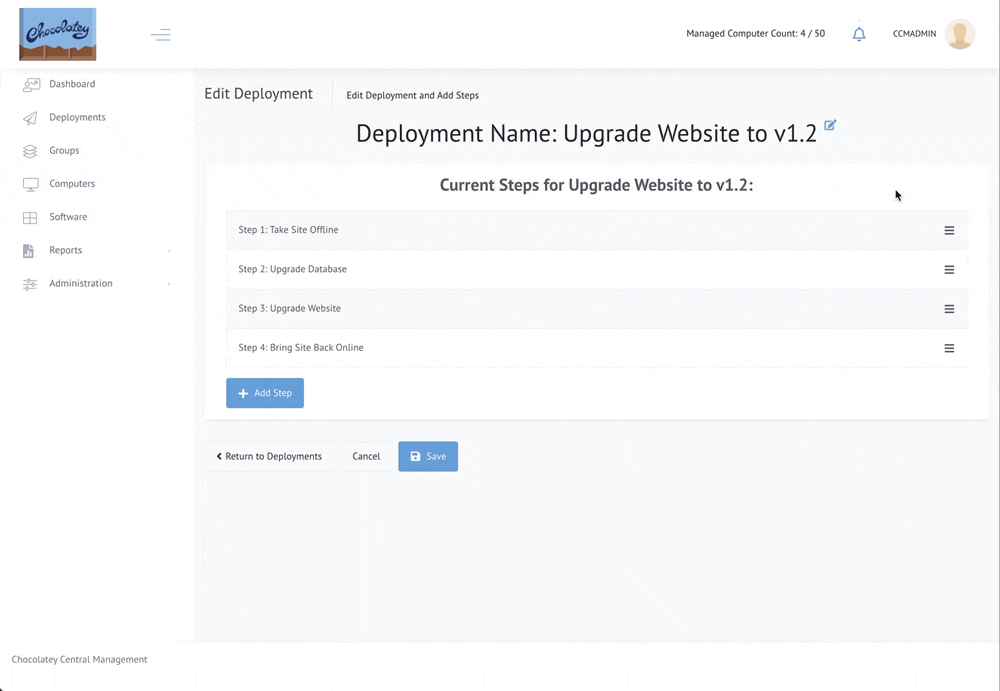 Chocolatey
Managed Computer Count: 4 / 50
CCMADMIN
Dashboard
Deployments
Groups
Computers
Software
Reports
Administration
Edit Deployment
Edit Deployment and Add Steps
Deployment Name: Upgrade Website to v1.2
Current Steps for Upgrade Website to v1.2:
Step 1: Take Site Offline
Step 2: Upgrade Database
Step 3: Upgrade Website
Step 4: Bring Site Back Online
Add Step
Return to Deployments
Cancel
Save
Chocolatey Central Management